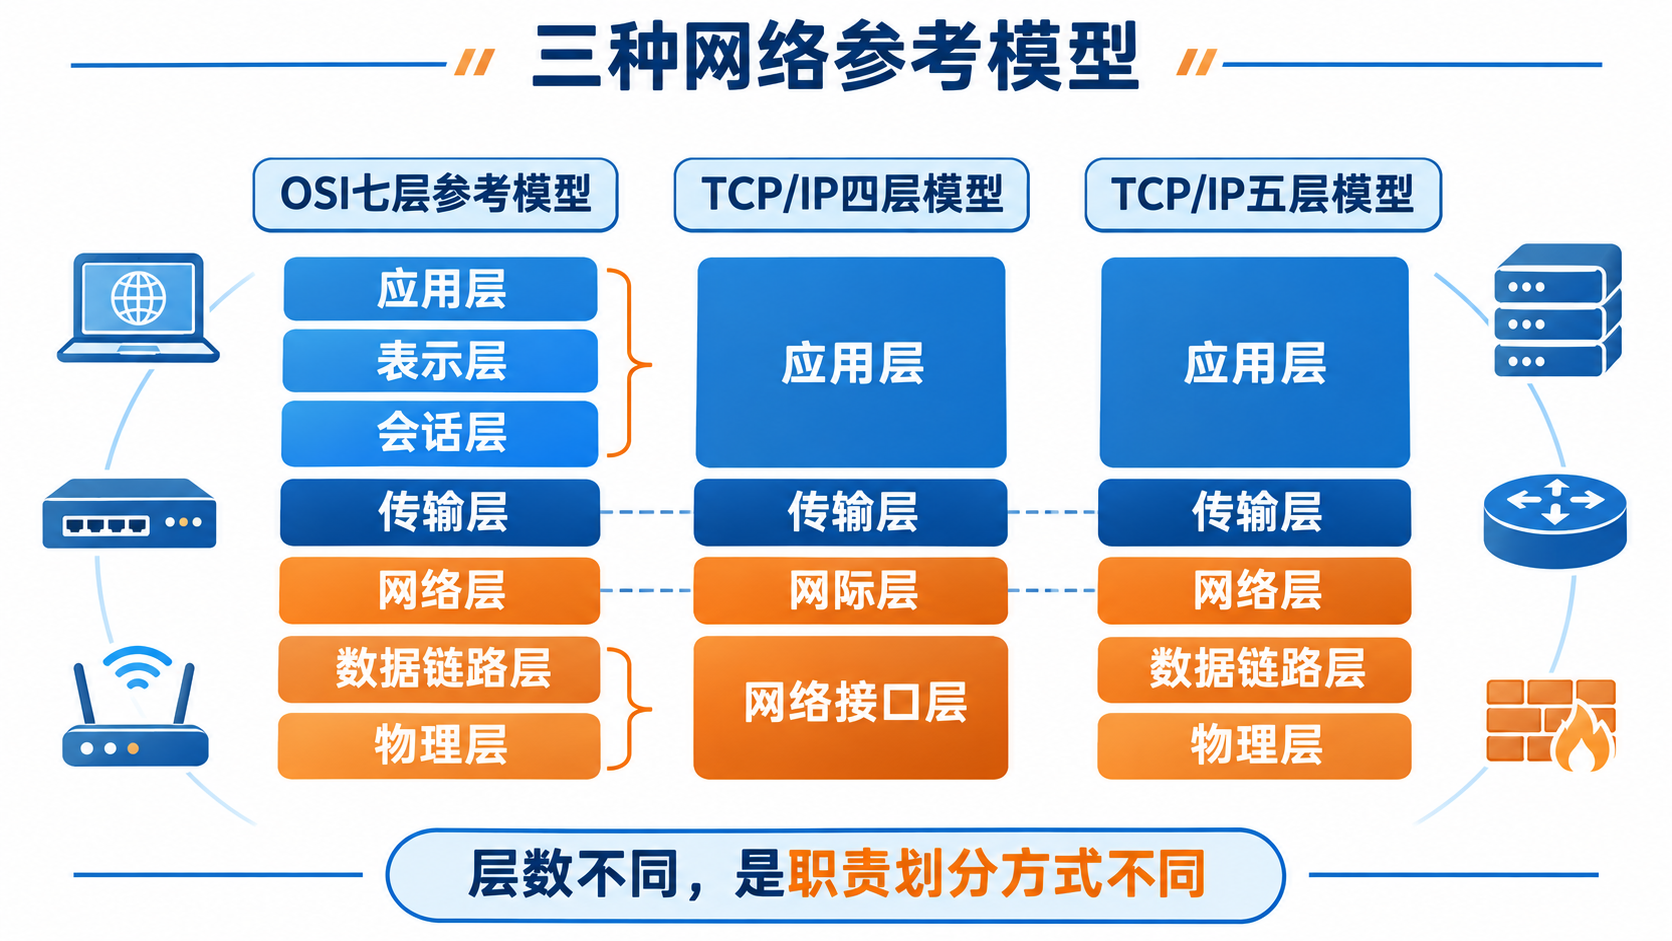 三种网络参考模型
OSI七层参考模型
应用层
表示层
会话层
传输层
网络层
数据链路层
物理层
TCP/IP四层模型
应用层
传输层
网际层
网络接口层
TCP/IP五层模型
应用层
传输层
网络层
数据链路层
物理层
层数不同，是职责划分方式不同